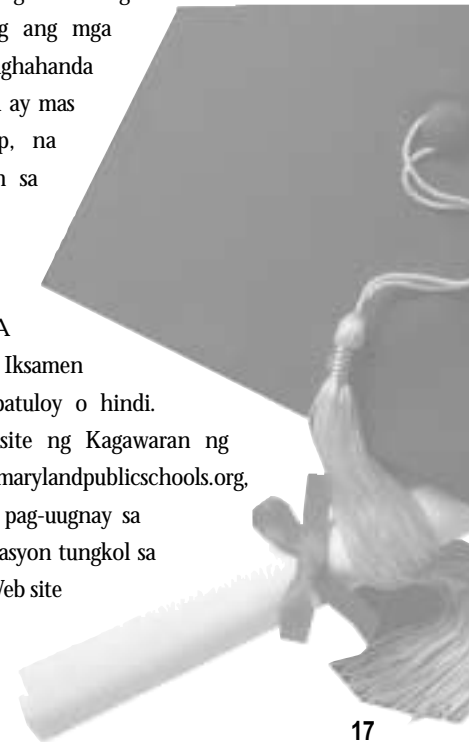 g ang mga
ghahanda
ay mas
p, na
sa
A
Iksamen
patuloy o hindi.
site ng Kagawaran ng
marylandpublicschools.org,
pag-uugnay sa
asyon tungkol sa
Web site
17